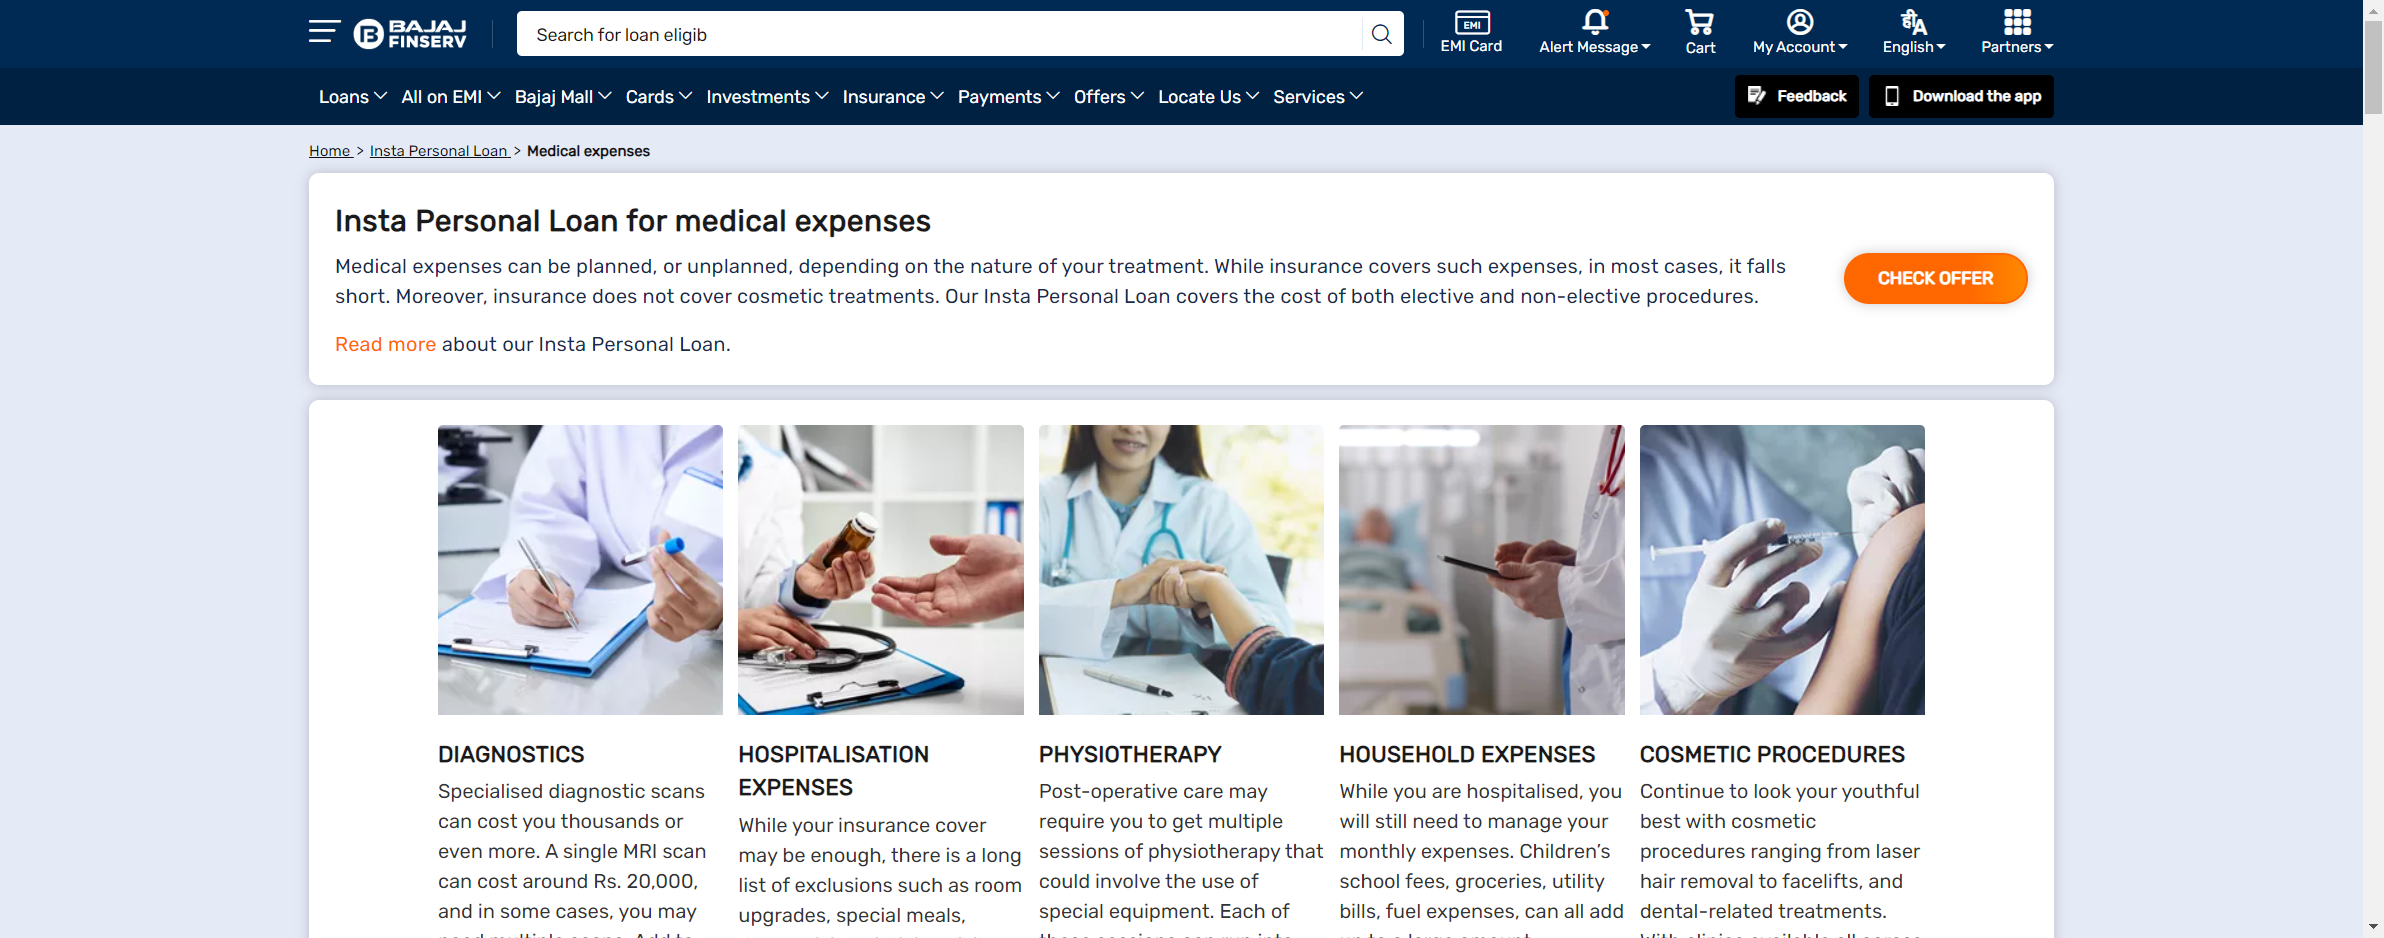 BAJAJ
FINSERV
Search for loan eligib
EMI
EMI Card
Alert Message
Cart
My Account
ही A
English
Partners
Loans
All on EMI
Bajaj Mall
Cards
Investments
Insurance
Payments
Offers
Locate Us
Services
Feedback
Download the app
Home > Insta Personal Loan > Medical expenses
Insta Personal Loan for medical expenses
Medical expenses can be planned, or unplanned, depending on the nature of your treatment. While insurance covers such expenses, in most cases, it falls
short. Moreover, insurance does not cover cosmetic treatments. Our Insta Personal Loan covers the cost of both elective and non-elective procedures.
CHECK OFFER
Read more about our Insta Personal Loan.
DIAGNOSTICS
Specialised diagnostic scans
can cost you thousands or
even more. A single MRI scan
can cost around Rs. 20,000,
and in some cases, you may
HOSPITALISATION
EXPENSES
While your insurance cover
may be enough, there is a long
list of exclusions such as room
upgrades, special meals,
PHYSIOTHERAPY
Post-operative care may
require you to get multiple
sessions of physiotherapy that
could involve the use of
special equipment. Each of
HOUSEHOLD EXPENSES
While you are hospitalised, you
will still need to manage your
monthly expenses. Children's
school fees, groceries, utility
bills, fuel expenses, can all add
COSMETIC PROCEDURES
Continue to look your youthful
best with cosmetic
procedures ranging from laser
hair removal to facelifts, and
dental-related treatments.